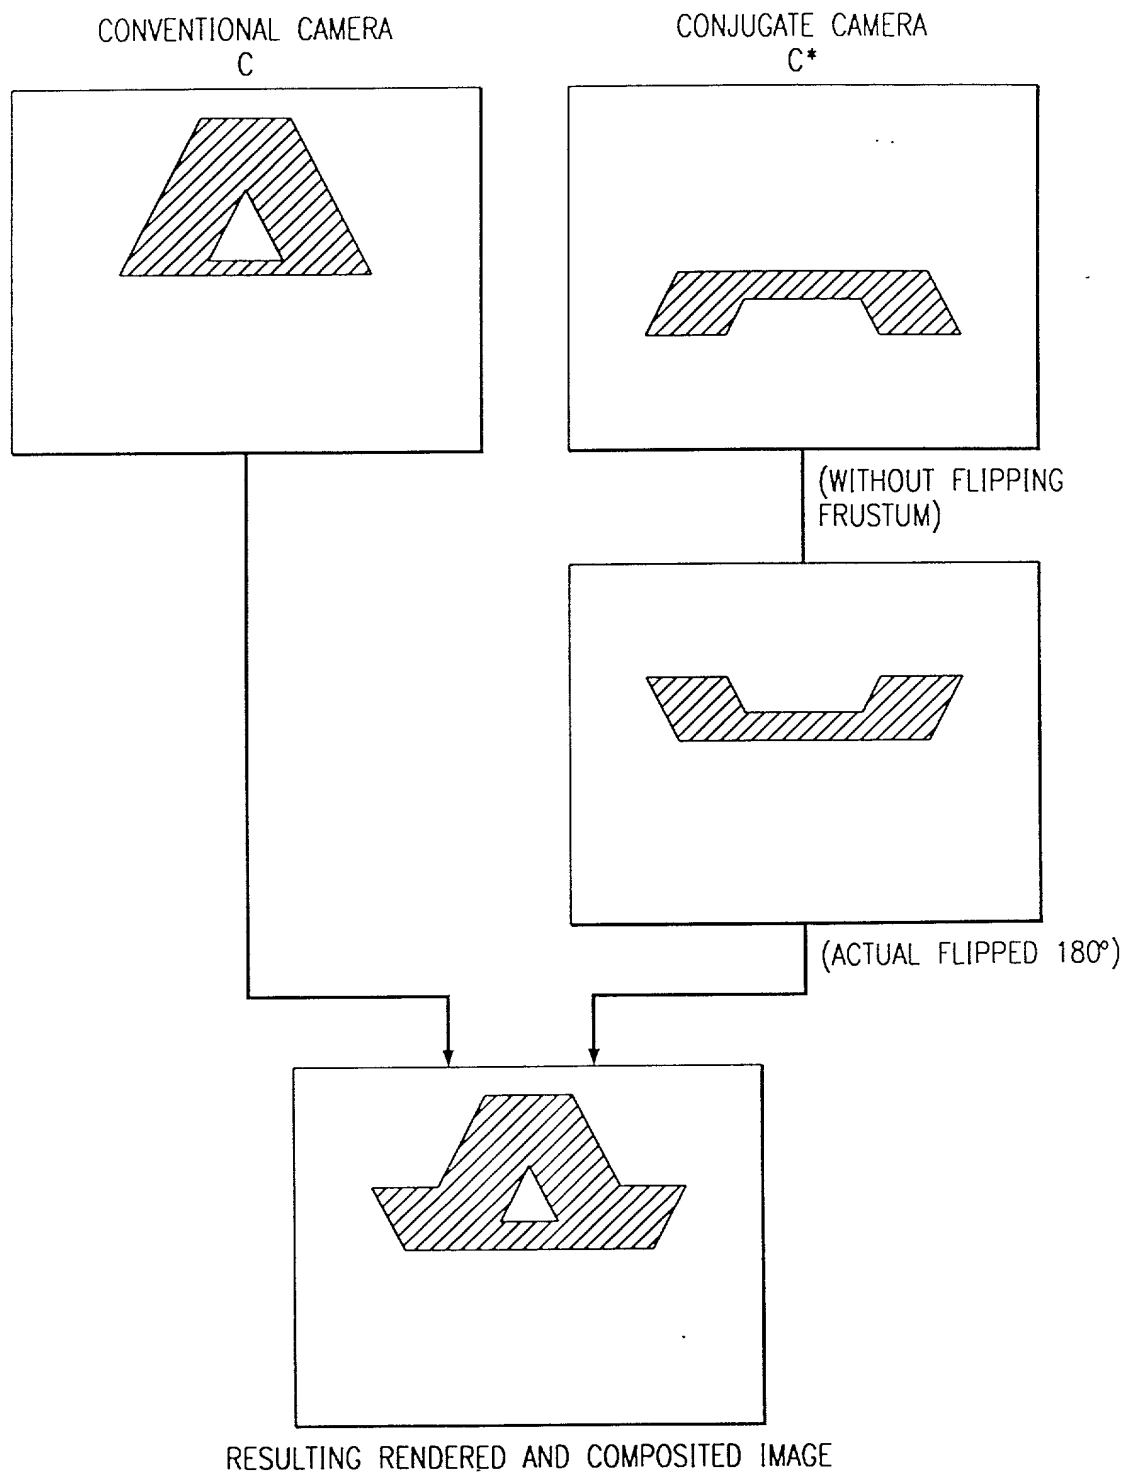 CONVENTIONAL CAMERA
C
CONJUGATE CAMERA
C*
(WITHOUT FLIPPING
FRUSTUM)
(ACTUAL FLIPPED 180°)
RESULTING RENDERED AND COMPOSITED IMAGE